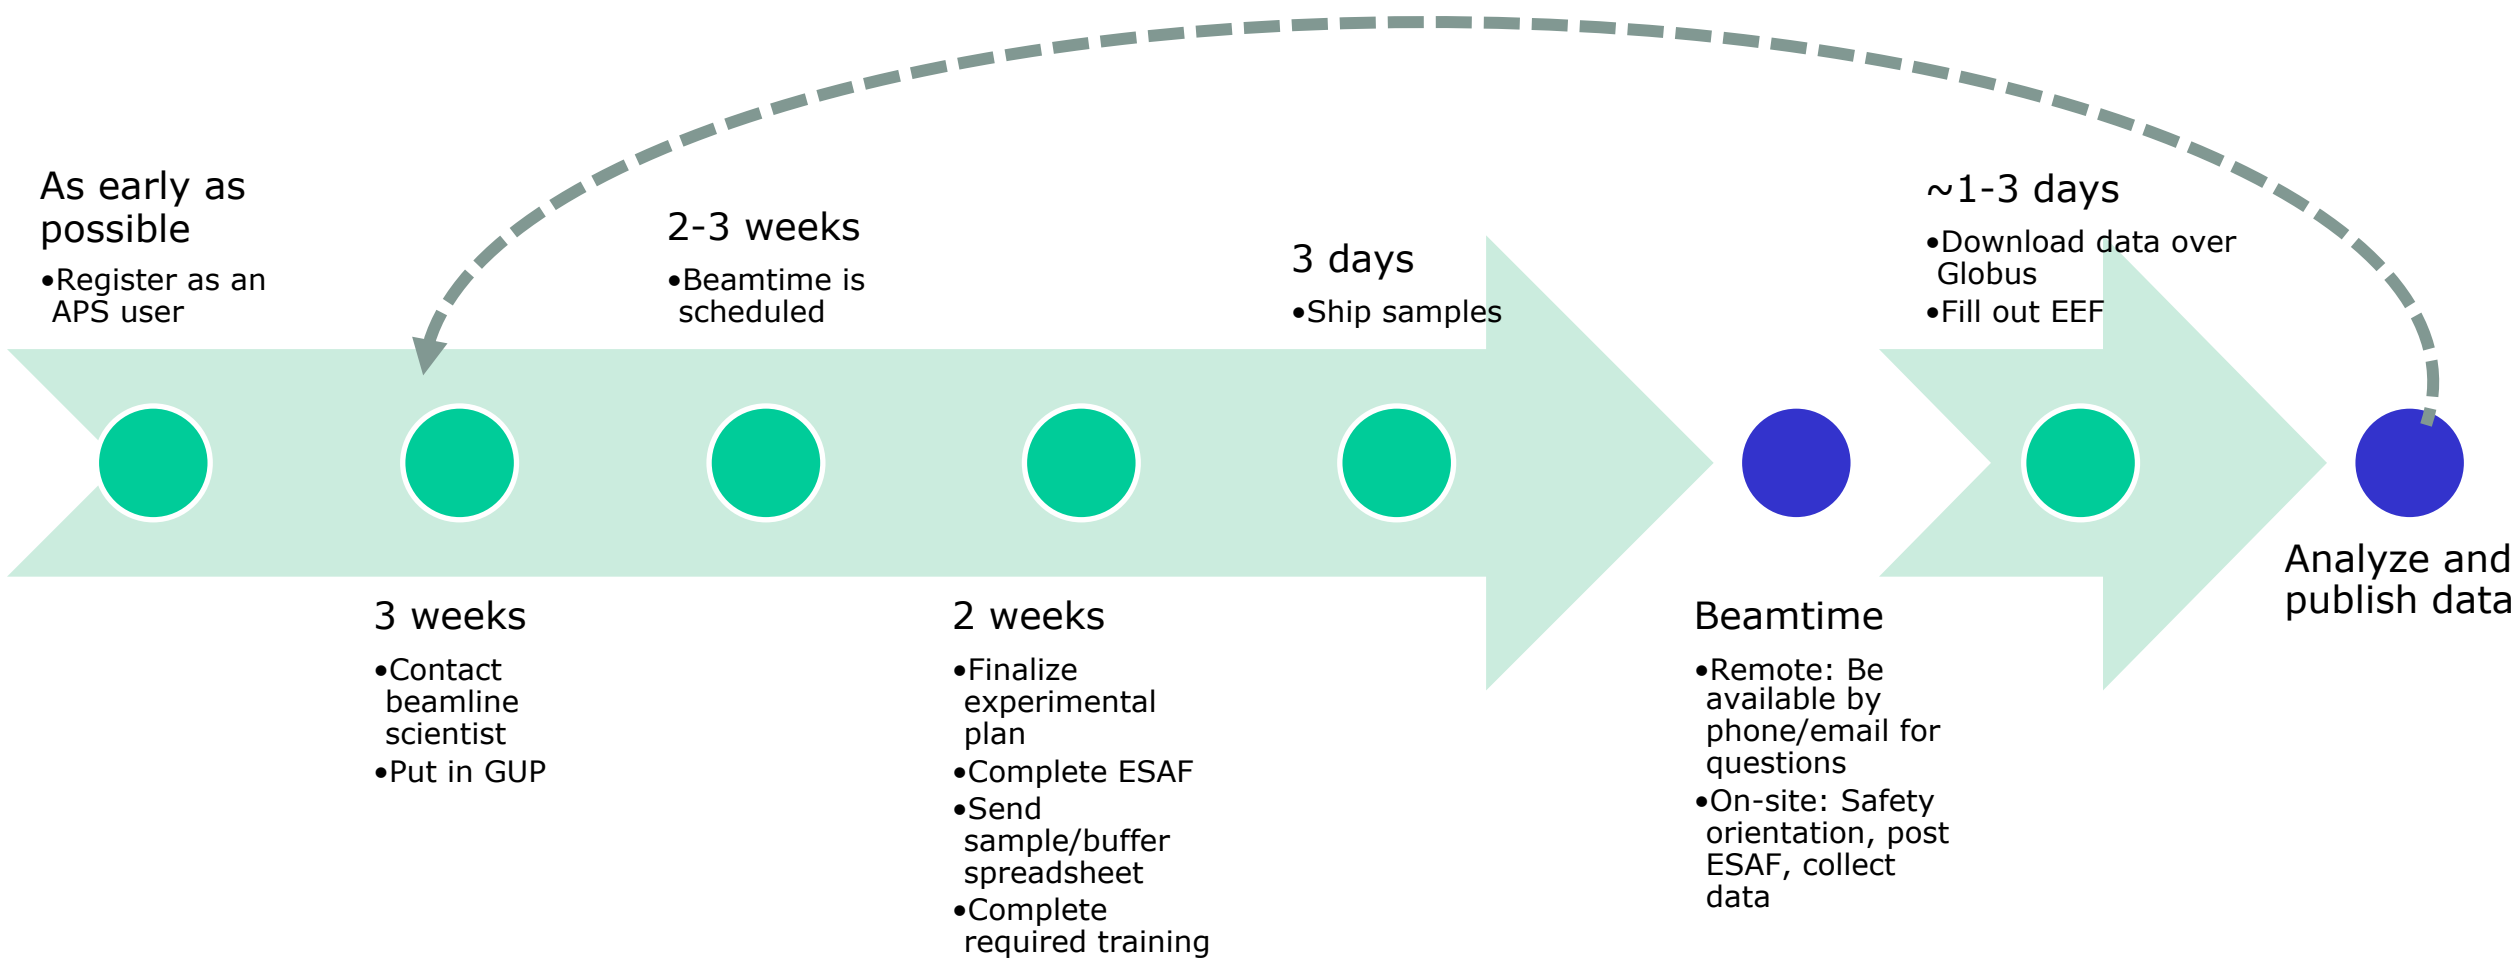 As early as
possible
•Register as an
APS user
3 weeks
•Contact
beamline
scientist
•Put in GUP
2-3 weeks
•Beamtime is
scheduled
2 weeks
•Finalize
experimental
plan
•Complete ESAF
•Send
sample/buffer
spreadsheet
•Complete
required training
3 days
•Ship samples
Beamtime
•Remote: Be
available by
phone/email for
questions
•On-site: Safety
orientation, post
ESAF, collect
data
~1-3 days
•Download data over
Globus
•Fill out EEF
Analyze and
publish data